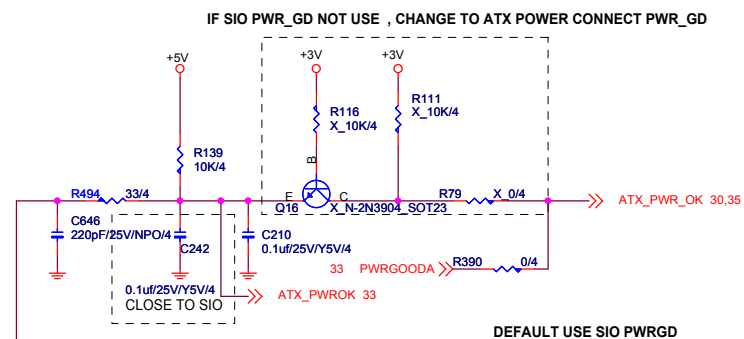 IF SIO PWR_GD NOT USE , CHANGE TO ATX POWER CONNECT PWR_GD
+5V
+3V
+3V
R116
X_10K/4
R111
X_10K/4
R139
10K/4
B
R494
33/4
E
C
R79
X_0/4
Q16
X_N-2N3904_SOT23
ATX_PWR_OK 30,35
C646
220pF/25V/NPO/4
C242
C210
0.1uf/25V/Y5V/4
33 PWRGOODA
R390
0/4
0.1uf/25V/Y5V/4
CLOSE TO SIO
ATX_PWROK 33
DEFAULT USE SIO PWRGD